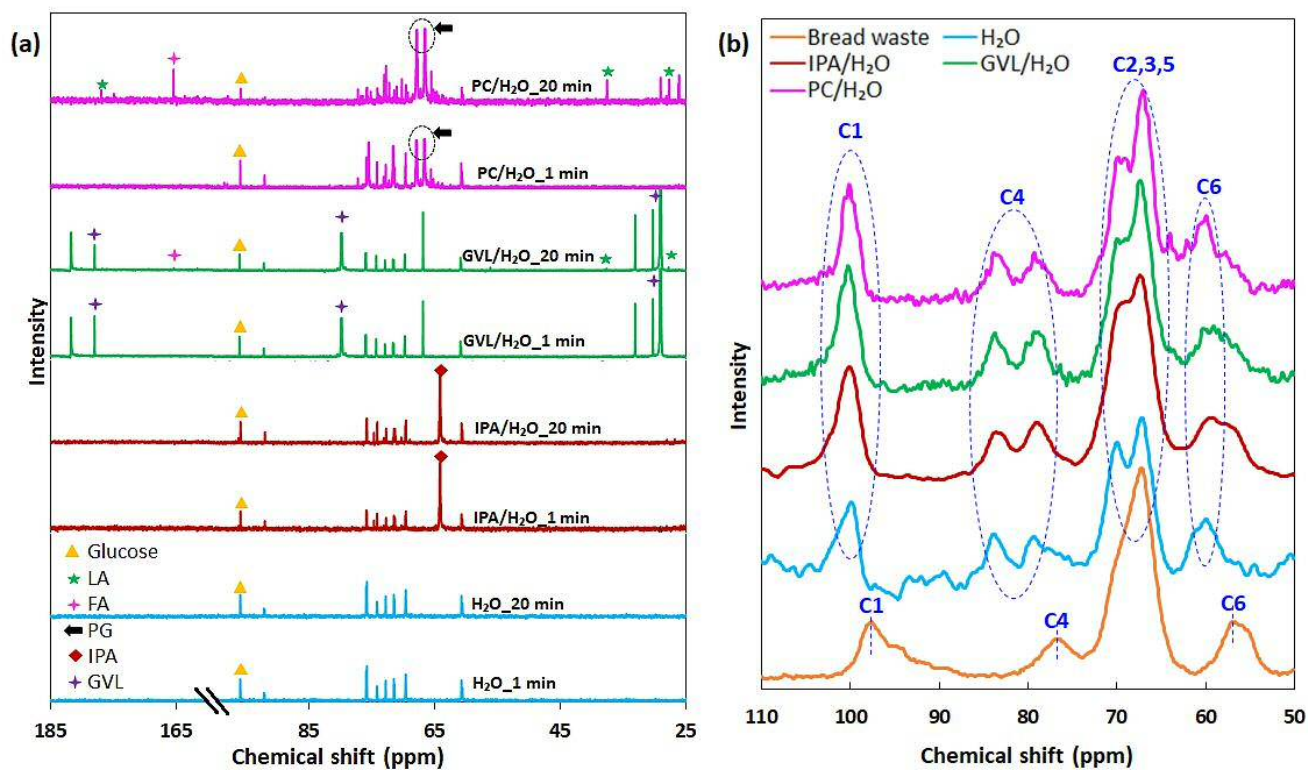 (a)
PC/H₂O_20 min
PC/H₂O_1 min
GVL/H₂O_20 min
GVL/H₂O_1 min
IPA/H₂O_20 min
IPA/H₂O_1 min
H₂O_20 min
H₂O_1 min
Glucose
LA
FA
PG
IPA
GVL
Intensity
185 165 85 65 45 25
Chemical shift (ppm)
(b)
Bread waste H₂O
IPA/H₂O GVL/H₂O
PC/H₂O
C2,3,5
C1
C4
C6
C1
C4
C6
Intensity
110 100 90 80 70 60 50
Chemical shift (ppm)